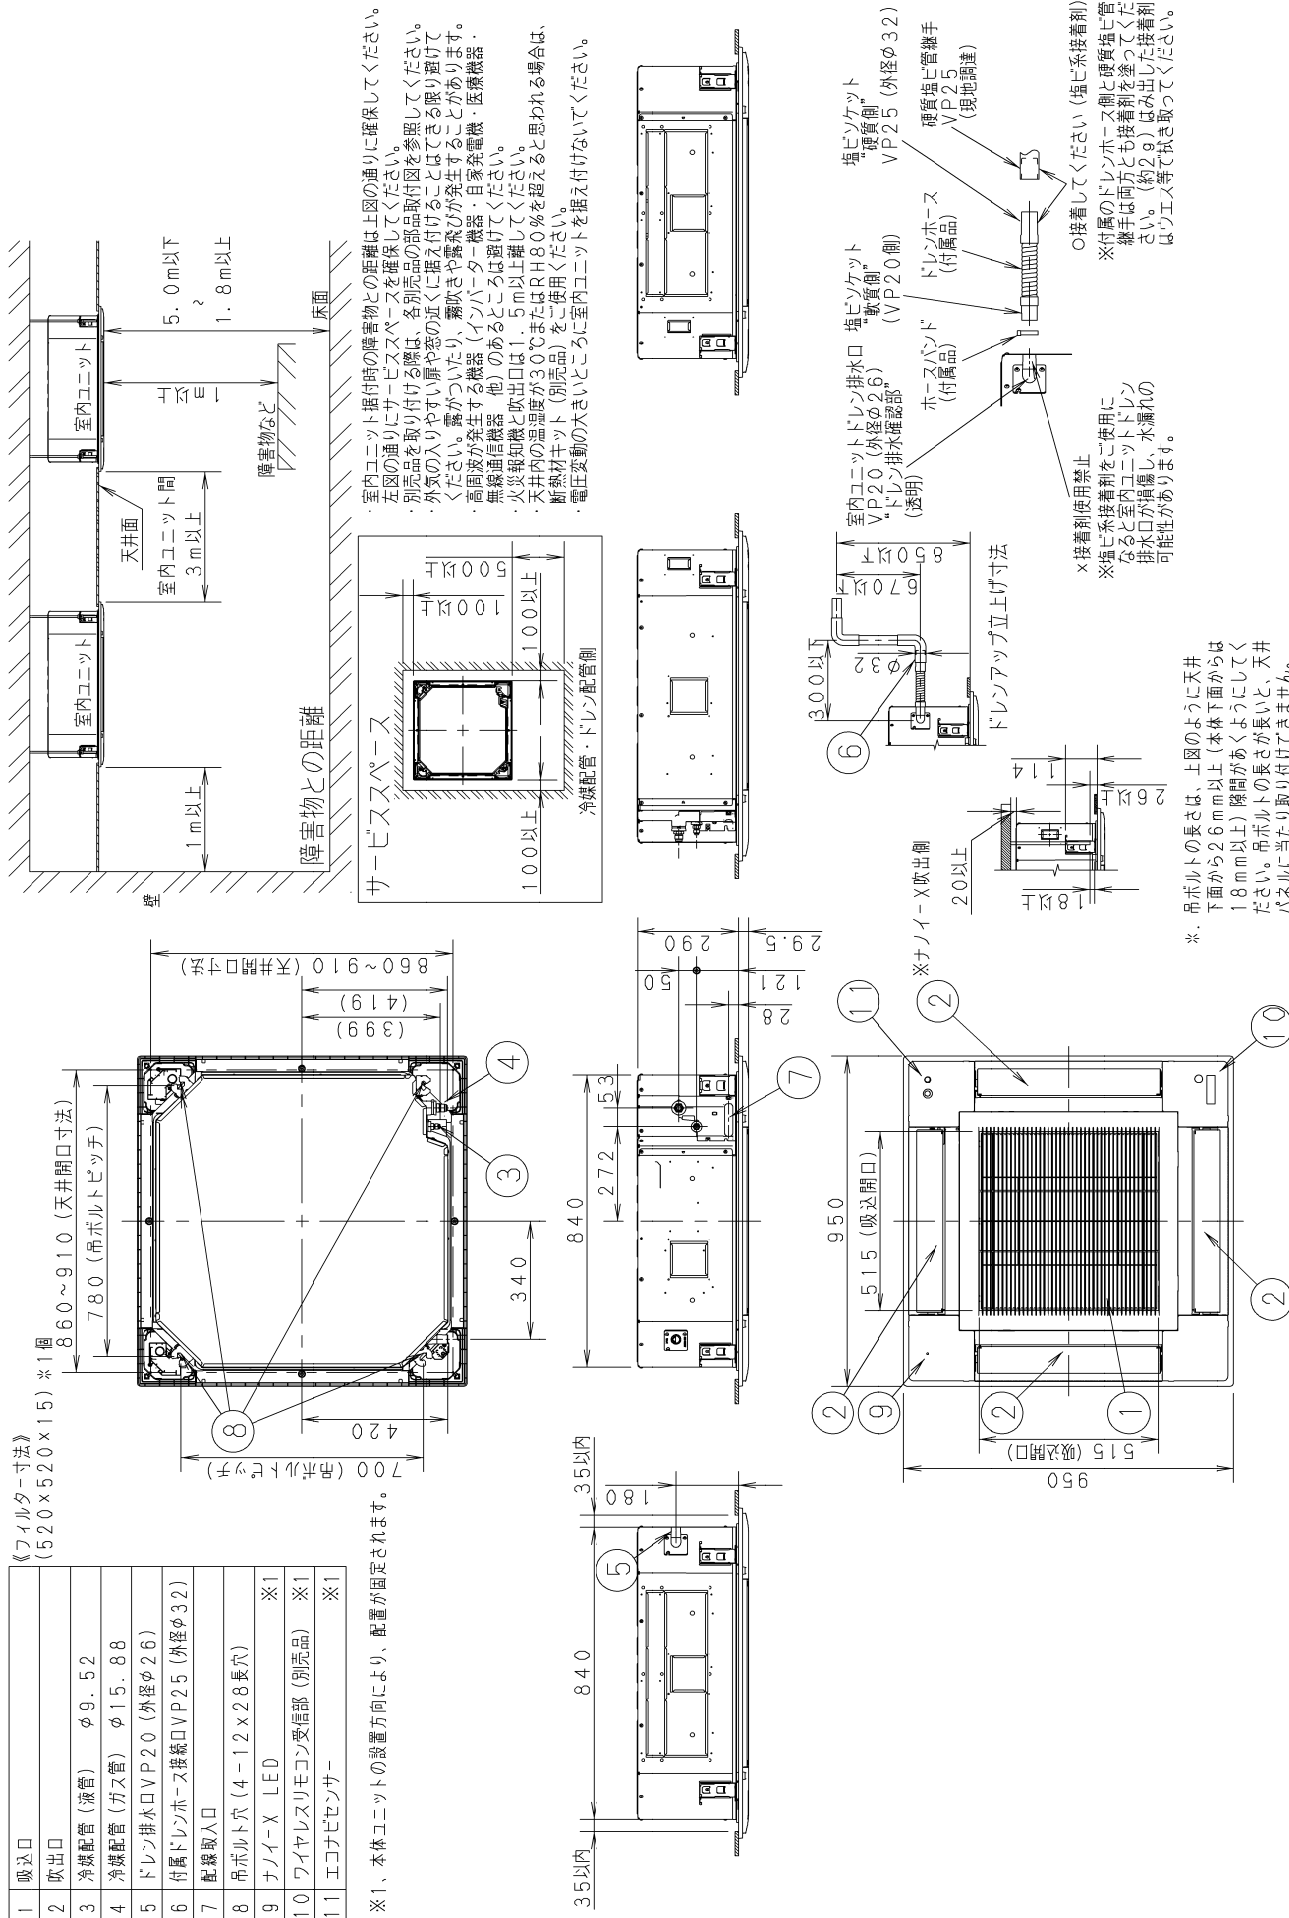 1 吸込口
2 吹出口
3 冷媒配管（液管） φ9.52
4 冷媒配管（ガス管） φ15.88
5 ドレン排水口VP20（外径φ26）
6 付属ドレンホース接続口VP25（外径φ32）
7 配線取入口
8 吊ボルト穴（4－12x28長穴）
9 ナノイーX LED ※1
10 ワイヤレスリモコン受信部（別売品） ※1
11 エコナビセンサー ※1
※1、本体ユニットの設置方向により、配置が固定されます。
《フィルター寸法》
（520×520×15）※1個
860~910（天井開口寸法）
780（吊ボルトピッチ）
860~910（天井開口寸法）
(419)
(399)
700（吊ボルトピッチ）
420
340
8
3
4
壁
1m以上
室内ユニット
天井面
室内ユニット間
3m以上
室内ユニット
1m以上
障害物など
5.0m以下
~
1.8m以上
床面
障害物との距離
サービススペース
100以上
500以上
100以上
100以上
冷媒配管・ドレン配管側
・室内ユニット据付時の障害物との距離は上図の通りに確保してください。
左図の通りにサービススペースを確保してください。
・別売品を取り付ける際は、各別売品の部品取付図を参照してください。
・外気の入りやすい扉や窓の近くに据え付けることはできる限り避けて
ください。露がついたり、霧吹きや露飛びが発生することがあります。
・高周波が発生する機器（インバーター機器・自家発電機・医療機器・
無線通信機器 他）のあるところは避けてください。
・火災報知機と吹出口は1.5m以上離してください。
・天井内の温湿度が30℃またはRH80%を超えると思われる場合は、
断熱材キット（別売品）をご使用ください。
・電圧変動の大きいところに室内ユニットを据え付けないでください。
35以内
840
35以内
180
5
840
272
53
290
50
29.5
121
28
7
950
515（吸込開口）
950
515（吸込開口）
1
2
2
2
2
9
10
11
300以下
φ32
670以下
850以下
6
ドレンアップ立上げ寸法
※ナノイーX吹出側
20以上
114
26以上
18以上
※．吊ボルトの長さは、上図のように天井
下面から26mm以上（本体下面からは
18mm以上）隙間があくようにしてく
ださい。吊ボルトの長さが長いと、天井
パネルに当たり取り付けできません。
室内ユニットドレン排水口
VP20（外径φ26）
“ドレン排水確認部”
（透明）
塩ビソケット
“軟質側”
（VP20側）
塩ビソケット
“硬質側”
VP25（外径φ32）
ホースバンド
（付属品）
ドレンホース
（付属品）
硬質塩ビ管継手
VP25
（現地調達）
×接着剤使用禁止
※塩ビ系接着剤をご使用に
なると室内ユニットドレン
排水口が損傷し、水漏れの
可能性があります。
○接着してください（塩ビ系接着剤）
※付属のドレンホース側と硬質塩ビ管
継手は両方とも接着剤を塗ってくだ
さい。（約2g）はみ出した接着剤
はウエス等で拭き取ってください。